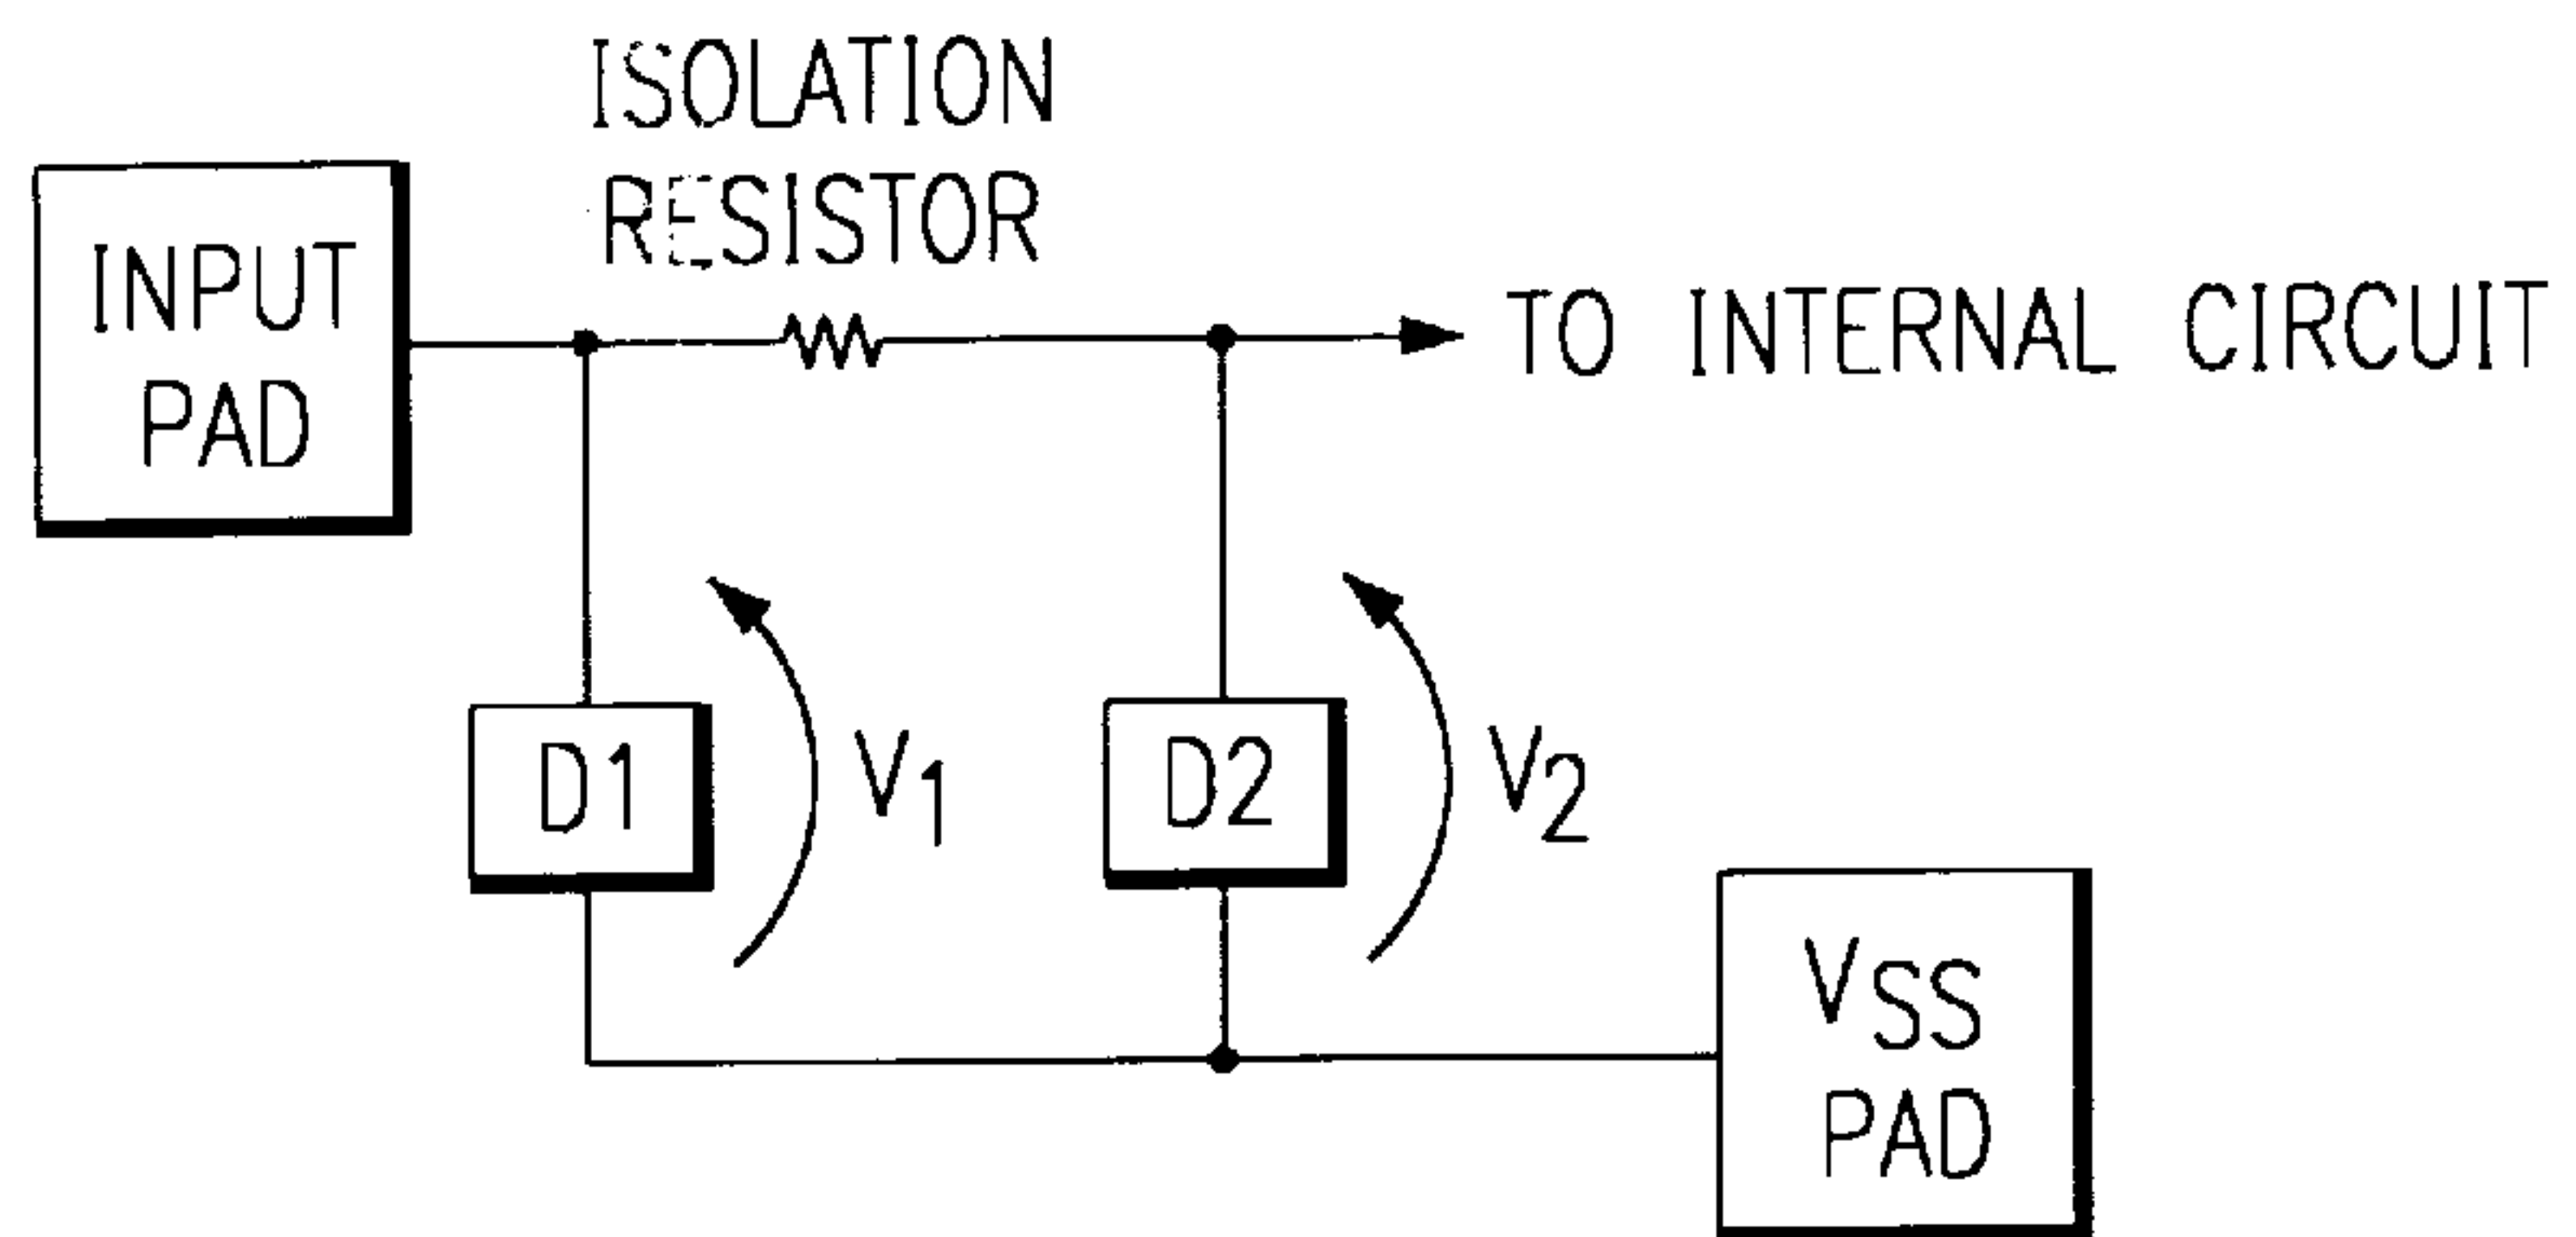 ISOLATION
RESISTOR
INPUT
PAD
TO INTERNAL CIRCUIT
D1
V1
D2
V2
VSS
PAD